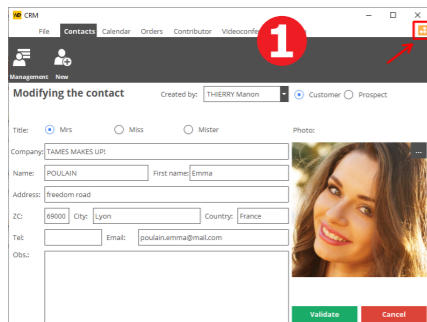 CRM
File Contacts Calendar Orders Contributor Videoconfe
1
Management New
Modifying the contact Created by: THIERRY Manon Customer Prospect
Title: Mrs Miss Mister Photo:
Company: TAMES MAKES UP!
Name: POULAIN First name: Emma
Address: freedom road
ZC: 69000 City: Lyon Country: France
Tel: Email: poulain.emma@mail.com
Obs.:
Validate Cancel